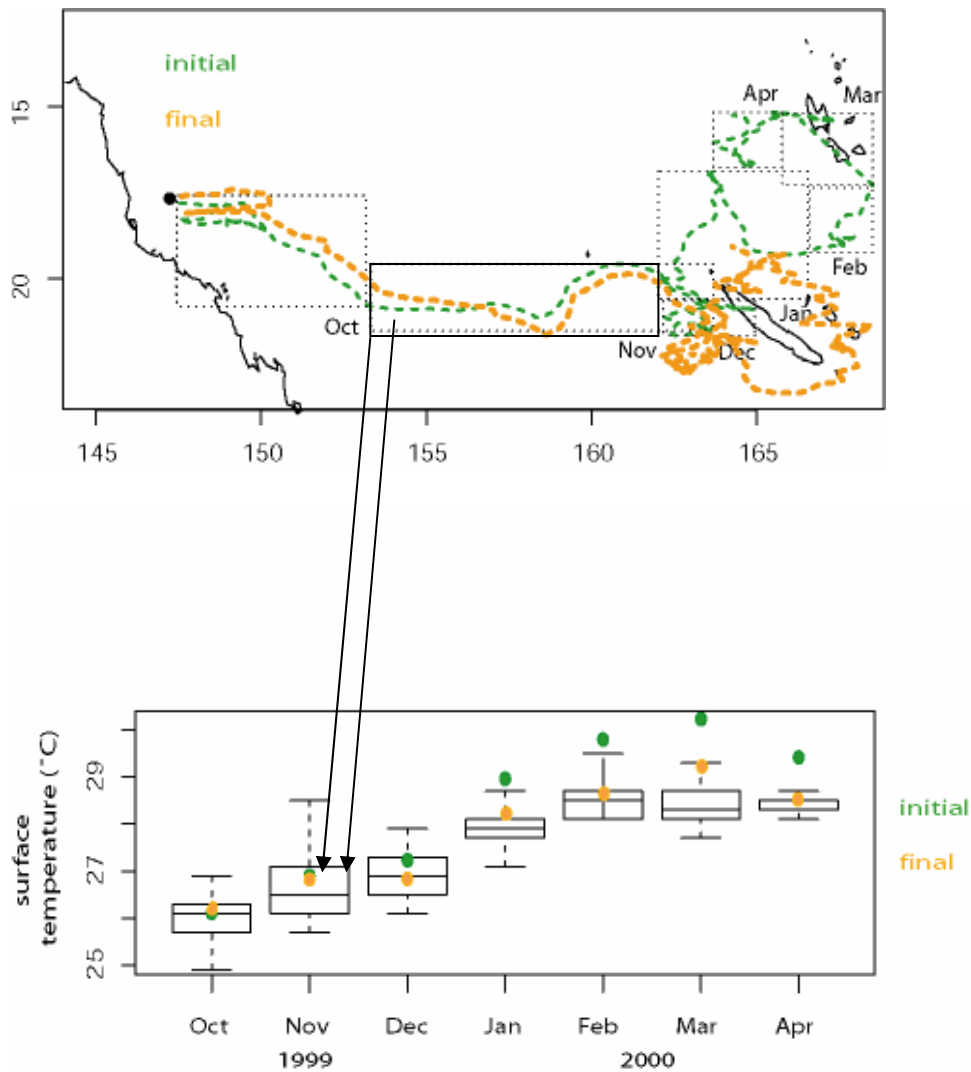 initial
final
Apr
Mar
15
20
Oct
Nov
Dec
Jan
Feb
145 150 155 160 165
surface
temperature (°C)
29
27
25
initial
final
Oct Nov Dec Jan Feb Mar Apr
1999 2000